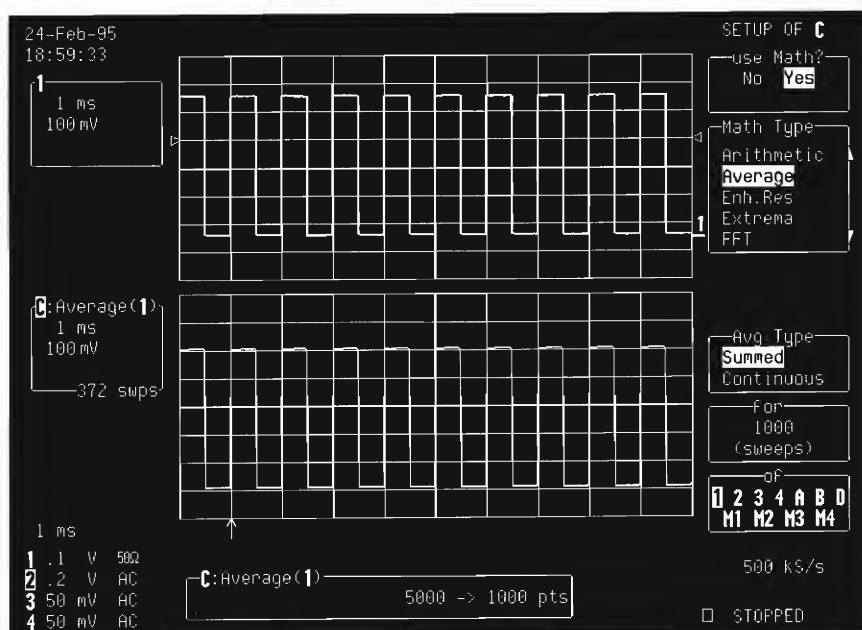 24-Feb-95
18:59:33
1
1 ms
100 mV
1
C:Average(1)
1 ms
100 mV
372 swps
1 ms
1 .1 V 50Ω
2 .2 V AC
3 50 mV AC
4 50 mV AC
C:Average(1)
5000 -> 1000 pts
SETUP OF C
use Math?
No Yes
Math Type
Arithmetic
Average
Enh.Res
Extrema
FFT
Avg Type
Summed
Continuous
for
1000
(sweeps)
of
1 2 3 4 A B D
M1 M2 M3 M4
500 kS/s
STOPPED